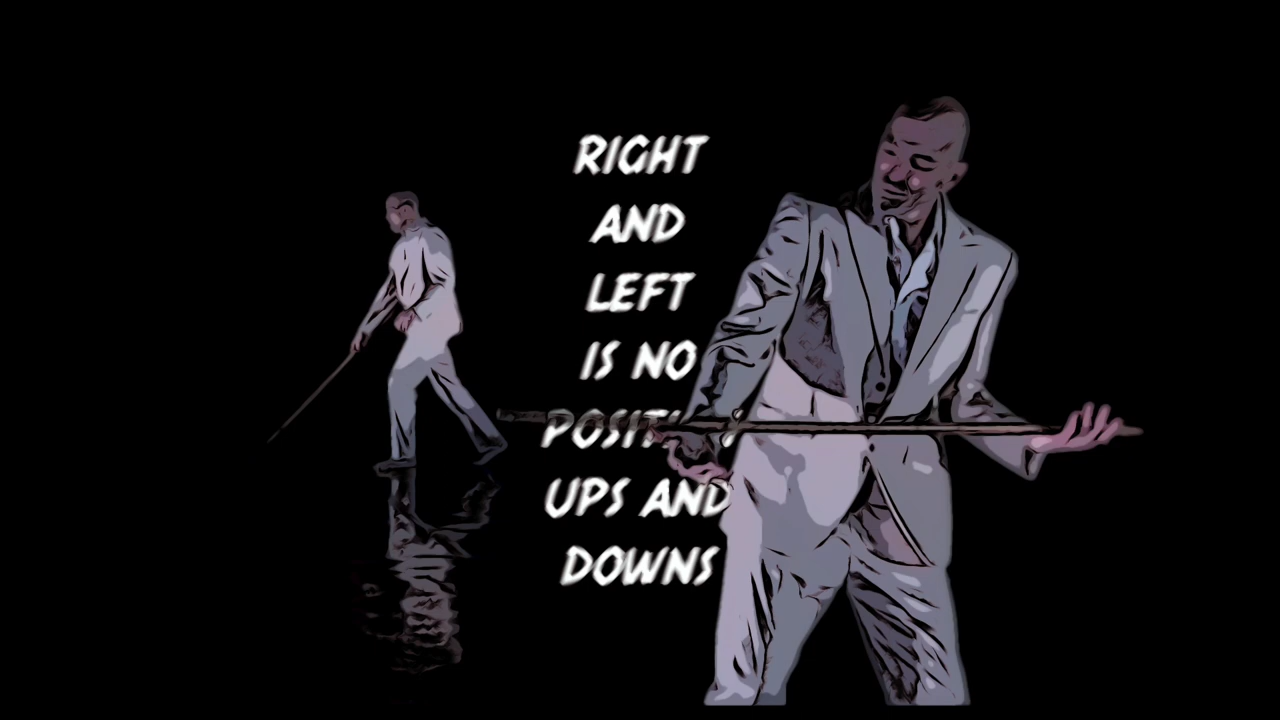 RIGHT
AND
LEFT
IS NO
UPS AND
DOWNS